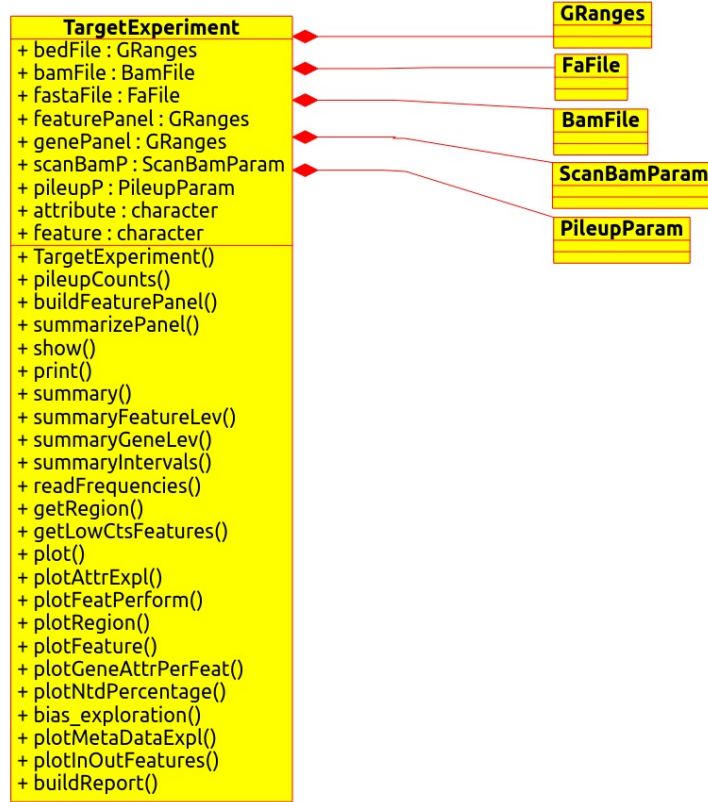 TargetExperiment
+ bedFile : GRanges
+ bamFile : BamFile
+ fastaFile : FaFile
+ featurePanel : GRanges
+ genePanel : GRanges
+ scanBamP : ScanBamParam
+ pileupP : PileupParam
+ attribute : character
+ feature : character
+ TargetExperiment()
+ pileupCounts()
+ buildFeaturePanel()
+ summarizePanel()
+ show()
+ print()
+ summary()
+ summaryFeatureLev()
+ summaryGeneLev()
+ summaryIntervals()
+ readFrequencies()
+ getRegion()
+ getLowCtsFeatures()
+ plot()
+ plotAttrExpl()
+ plotFeatPerform()
+ plotRegion()
+ plotFeature()
+ plotGeneAttrPerFeat()
+ plotNtdPercentage()
+ bias_exploration()
+ plotMetaDataExpl()
+ plotInOutFeatures()
+ buildReport()
GRanges
FaFile
BamFile
ScanBamParam
PileupParam